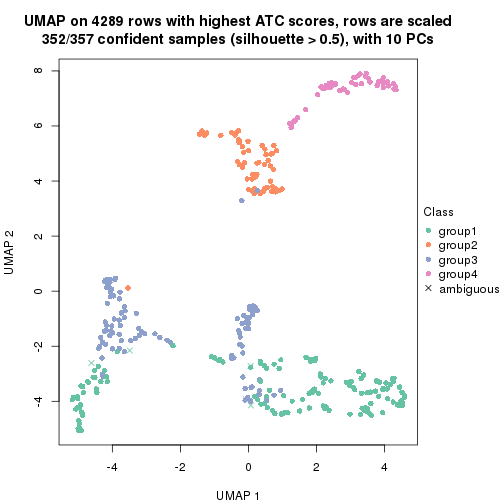 UMAP on 4289 rows with highest ATC scores, rows are scaled
352/357 confident samples (silhouette > 0.5), with 10 PCs
8
6
4
2
0
-2
-4
UMAP 2
-4
-2
0
2
4
UMAP 1
Class
group1
group2
group3
group4
ambiguous